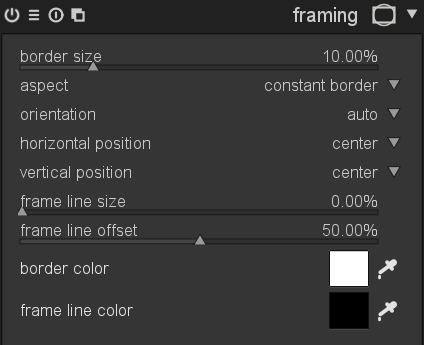 framing
border size 10.00%
aspect constant border
orientation auto
horizontal position center
vertical position center
frame line size 0.00%
frame line offset 50.00%
border color
frame line color